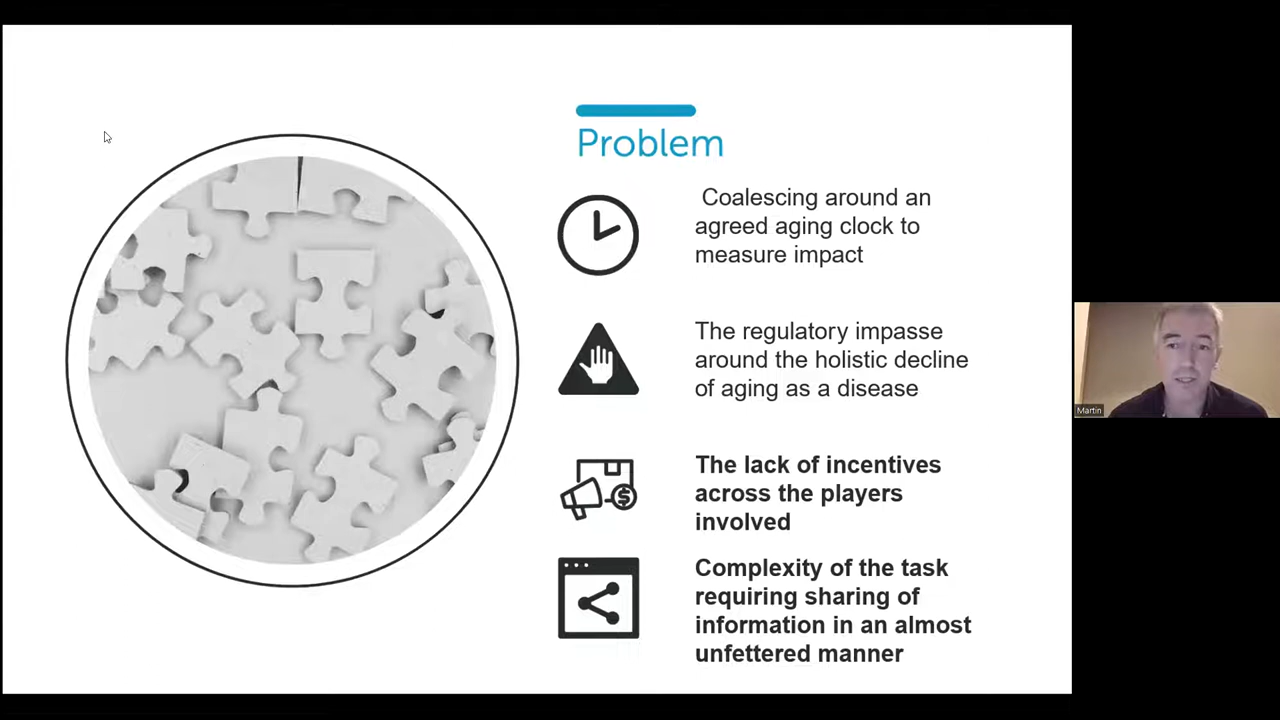 Problem
Coalescing around an
agreed aging clock to
measure impact
The regulatory impasse
around the holistic decline
of aging as a disease
The lack of incentives
across the players
involved
Complexity of the task
requiring sharing of
information in an almost
unfettered manner
Martin